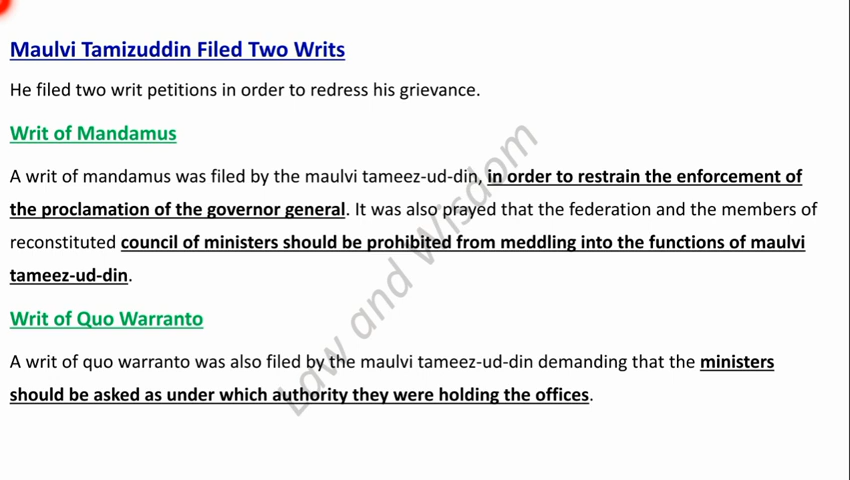 Maulvi Tamizuddin Filed Two Writs
He filed two writ petitions in order to redress his grievance.
Writ of Mandamus
A writ of mandamus was filed by the maulvi tameez-ud-din, in order to restrain the enforcement of
the proclamation of the governor general. It was also prayed that the federation and the members of
reconstituted council of ministers should be prohibited from meddling into the functions of maulvi
tameez-ud-din.
Writ of Quo Warranto
A writ of quo warranto was also filed by the maulvi tameez-ud-din demanding that the ministers
should be asked as under which authority they were holding the offices.
Law and Wisdom